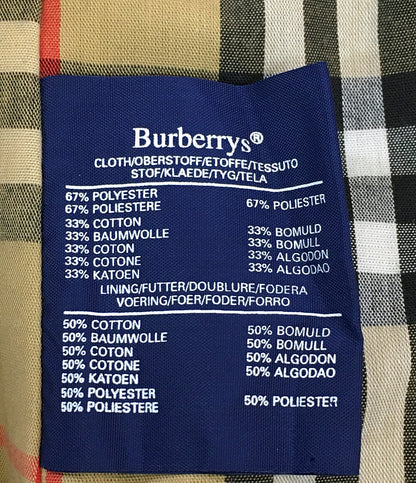 Burberrys®
CLOTH/OBERSTOFF/ETOFFE/TESSUTO
STOF/KLAEDE/TYG/TELA
67% POLYESTER
67% POLIESTERE 67% POLIESTER
33% COTTON
33% BAUMWOLLE 33% BOMULD
33% COTON 33% BOMULL
33% COTONE 33% ALGODON
33% KATOEN 33% ALGODAO
LINING/FUTTER/DOUBLURE/FODERA
VOERING/FOER/FODER/FORRO
50% COTTON 50% BOMULD
50% BAUMWOLLE 50% BOMULL
50% COTON 50% ALGODON
50% COTONE 50% ALGODAO
50% KATOEN
50% POLYESTER
50% POLIESTERE 50% POLIESTER